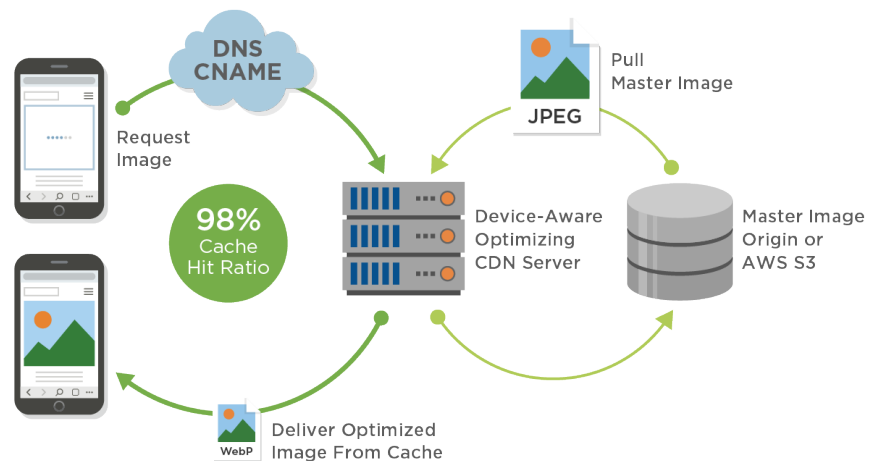 DNS
CNAME
Request
Image
98%
Cache
Hit Ratio
JPEG
Pull
Master Image
Device-Aware
Optimizing
CDN Server
Master Image
Origin or
AWS S3
WebP
Deliver Optimized
Image From Cache